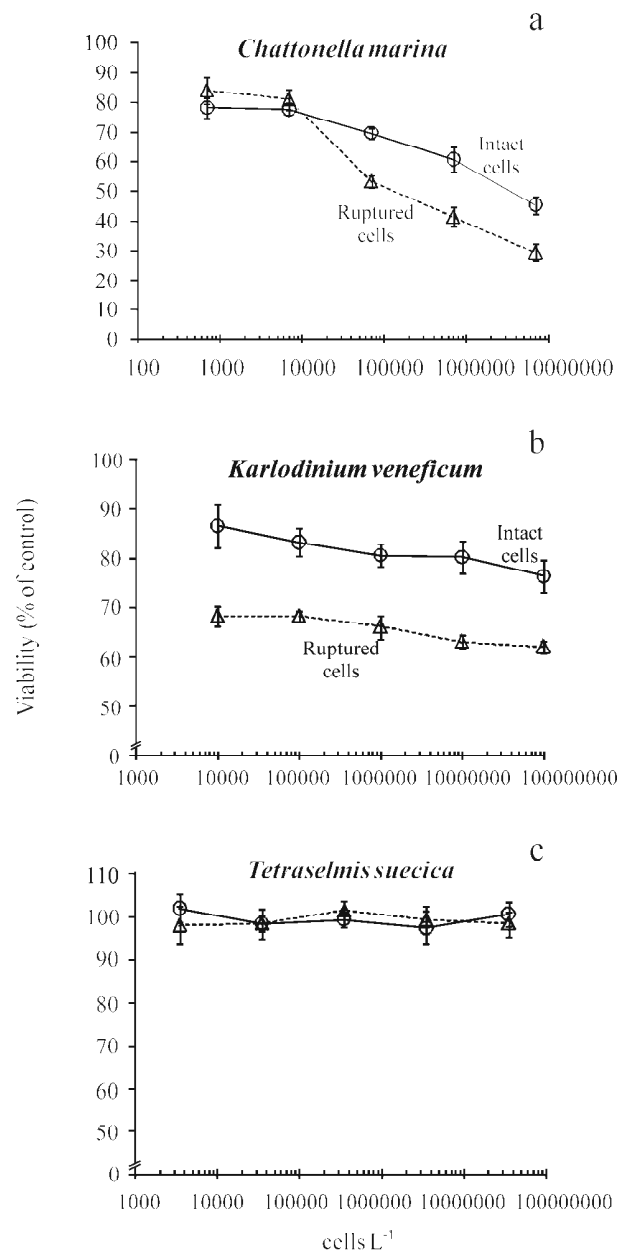 a
Chattonella marina
100
90
80
70
60
50
40
30
20
10
0
Intact
cells
Ruptured
cells
100 1000 10000 100000 1000000 10000000
b
Karlodinium veneficum
100
90
80
70
60
50
0
Intact
cells
Ruptured
cells
1000 10000 100000 1000000 10000000 100000000
Viability (% of control)
c
Tetraselmis suecica
110
100
90
80
70
60
50
0
1000 10000 100000 1000000 10000000 100000000
cells L⁻¹